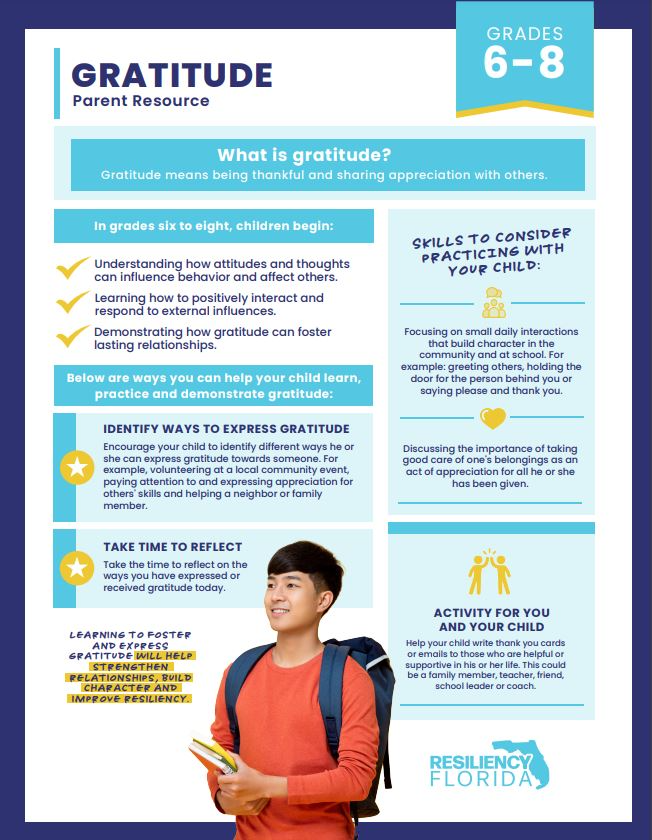 GRADES
6-8
GRATITUDE
Parent Resource
What is gratitude?
Gratitude means being thankful and sharing appreciation with others.
In grades six to eight, children begin:
Understanding how attitudes and thoughts
can influence behavior and affect others.
Learning how to positively interact and
respond to external influences.
Demonstrating how gratitude can foster
lasting relationships.
Below are ways you can help your child learn,
practice and demonstrate gratitude:
IDENTIFY WAYS TO EXPRESS GRATITUDE
Encourage your child to identify different ways he or
she can express gratitude towards someone. For
example, volunteering at a local community event,
paying attention to and expressing appreciation for
others' skills and helping a neighbor or family
member.
TAKE TIME TO REFLECT
Take the time to reflect on the
ways you have expressed or
received gratitude today.
LEARNING TO FOSTER
AND EXPRESS
GRATITUDE WILL HELP
STRENGTHEN
RELATIONSHIPS, BUILD
CHARACTER AND
IMPROVE RESILIENCY.
SKILLS TO CONSIDER
PRACTICING WITH
YOUR CHILD:
Focusing on small daily interactions
that build character in the
community and at school. For
example: greeting others, holding the
door for the person behind you or
saying please and thank you.
Discussing the importance of taking
good care of one's belongings as an
act of appreciation for all he or she
has been given.
ACTIVITY FOR YOU
AND YOUR CHILD
Help your child write thank you cards
or emails to those who are helpful or
supportive in his or her life. This could
be a family member, teacher, friend,
school leader or coach.
RESILIENCY
FLORIDA